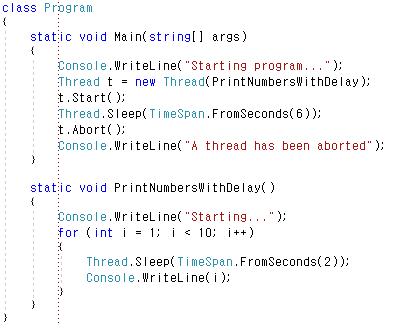 class Program
{
    static void Main(string[] args)
    {
        Console.WriteLine("Starting program...");
        Thread t = new Thread(PrintNumbersWithDelay);
        t.Start();
        Thread.Sleep(TimeSpan.FromSeconds(6));
        t.Abort();
        Console.WriteLine("A thread has been aborted");
    }

    static void PrintNumbersWithDelay()
    {
        Console.WriteLine("Starting...");
        for (int i = 1; i < 10; i++)
        {
            Thread.Sleep(TimeSpan.FromSeconds(2));
            Console.WriteLine(i);
        }
    }
}